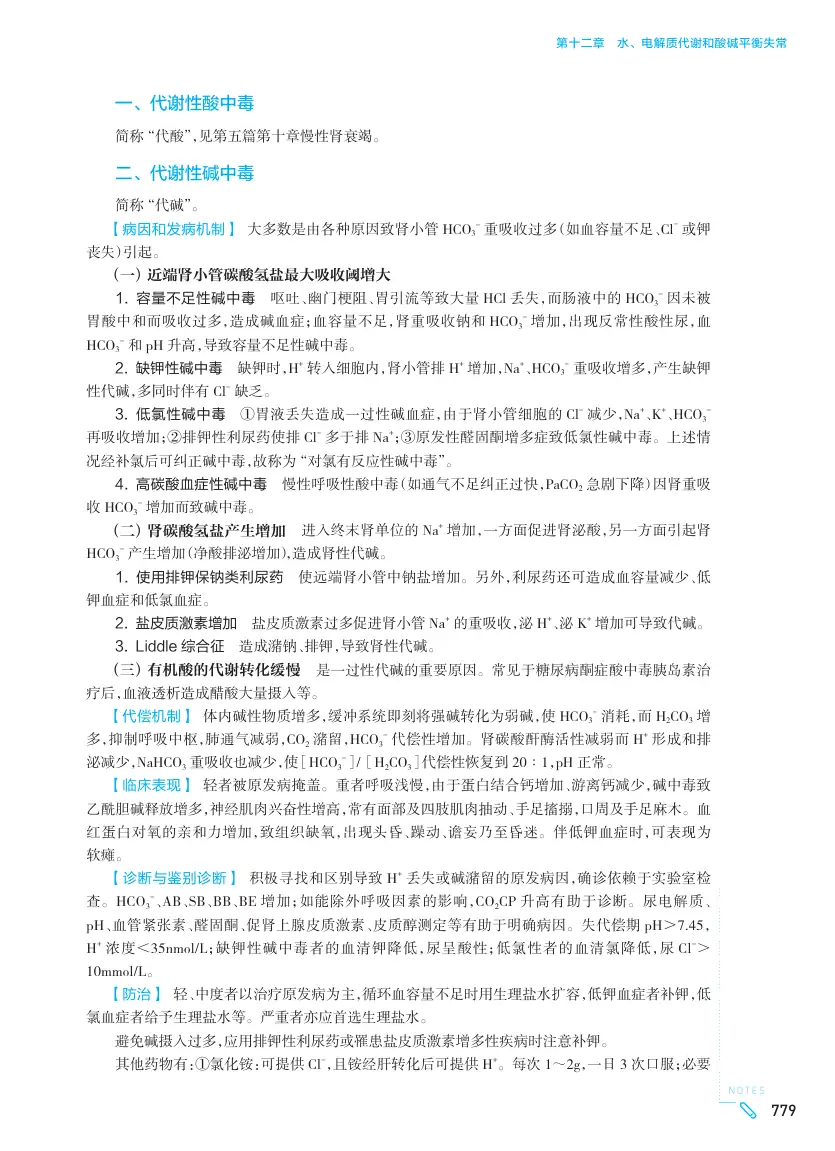 第十二章 水、电解质代谢和酸碱平衡失常
一、代谢性酸中毒
简称“代酸”,见第五篇第十章慢性肾衰竭。
二、代谢性碱中毒
简称“代碱”。
【病因和发病机制】 大多数是由各种原因致肾小管 HCO₃⁻ 重吸收过多(如血容量不足、Cl⁻ 或钾
丧失)引起。
(一)近端肾小管碳酸氢盐最大吸收阈增大
1. 容量不足性碱中毒 呕吐、幽门梗阻、胃引流等致大量 HCl 丢失,而肠液中的 HCO₃⁻ 因未被
胃酸中和而吸收过多,造成碱血症;血容量不足,肾重吸收钠和 HCO₃⁻ 增加,出现反常性酸性尿,血
HCO₃⁻ 和 pH 升高,导致容量不足性碱中毒。
2. 缺钾性碱中毒 缺钾时,H⁺ 转入细胞内,肾小管排 H⁺ 增加,Na⁺、HCO₃⁻ 重吸收增多,产生缺钾
性代碱,多同时伴有 Cl⁻ 缺乏。
3. 低氯性碱中毒 ①胃液丢失造成一过性碱血症,由于肾小管细胞的 Cl⁻ 减少,Na⁺、K⁺、HCO₃⁻
再吸收增加;②排钾性利尿药使排 Cl⁻ 多于排 Na⁺;③原发性醛固酮增多症致低氯性碱中毒。上述情
况经补氯后可纠正碱中毒,故称为“对氯有反应性碱中毒”。
4. 高碳酸血症性碱中毒 慢性呼吸性酸中毒(如通气不足纠正过快,PaCO₂ 急剧下降)因肾重吸
收 HCO₃⁻ 增加而致碱中毒。
(二)肾碳酸氢盐产生增加 进入终末肾单位的 Na⁺ 增加,一方面促进肾泌酸,另一方面引起肾
HCO₃⁻ 产生增加(净酸排泌增加),造成肾性代碱。
1. 使用排钾保钠类利尿药 使远端肾小管中钠盐增加。另外,利尿药还可造成血容量减少、低
钾血症和低氯血症。
2. 盐皮质激素增加 盐皮质激素过多促进肾小管 Na⁺ 的重吸收,泌 H⁺、泌 K⁺ 增加可导致代碱。
3. Liddle 综合征 造成潴钠、排钾,导致肾性代碱。
(三)有机酸的代谢转化缓慢 是一过性代碱的重要原因。常见于糖尿病酮症酸中毒胰岛素治
疗后,血液透析造成醋酸大量摄入等。
【代偿机制】 体内碱性物质增多,缓冲系统即刻将强碱转化为弱碱,使 HCO₃⁻ 消耗,而 H₂CO₃ 增
多,抑制呼吸中枢,肺通气减弱,CO₂ 潴留,HCO₃⁻ 代偿性增加。肾碳酸酐酶活性减弱而 H⁺ 形成和排
泌减少,NaHCO₃ 重吸收也减少,使[HCO₃⁻]/[H₂CO₃]代偿性恢复到 20∶1,pH 正常。
【临床表现】 轻者被原发病掩盖。重者呼吸浅慢,由于蛋白结合钙增加、游离钙减少,碱中毒致
乙酰胆碱释放增多,神经肌肉兴奋性增高,常有面部及四肢肌肉抽动、手足搐搦,口周及手足麻木。血
红蛋白对氧的亲和力增加,致组织缺氧,出现头昏、躁动、谵妄乃至昏迷。伴低钾血症时,可表现为
软瘫。
【诊断与鉴别诊断】 积极寻找和区别导致 H⁺ 丢失或碱潴留的原发病因,确诊依赖于实验室检
查。HCO₃⁻、AB、SB、BB、BE 增加;如能除外呼吸因素的影响,CO₂CP 升高有助于诊断。尿电解质、
pH、血管紧张素、醛固酮、促肾上腺皮质激素、皮质醇测定等有助于明确病因。失代偿期 pH>7.45,
H⁺ 浓度<35nmol/L;缺钾性碱中毒者的血清钾降低,尿呈酸性;低氯性者的血清氯降低,尿 Cl⁻>
10mmol/L。
【防治】 轻、中度者以治疗原发病为主,循环血容量不足时用生理盐水扩容,低钾血症者补钾,低
氯血症者给予生理盐水等。严重者亦应首选生理盐水。
避免碱摄入过多,应用排钾性利尿药或罹患盐皮质激素增多性疾病时注意补钾。
其他药物有:①氯化铵:可提供 Cl⁻,且铵经肝转化后可提供 H⁺。每次 1~2g,一日 3 次口服;必要
NOTES
779